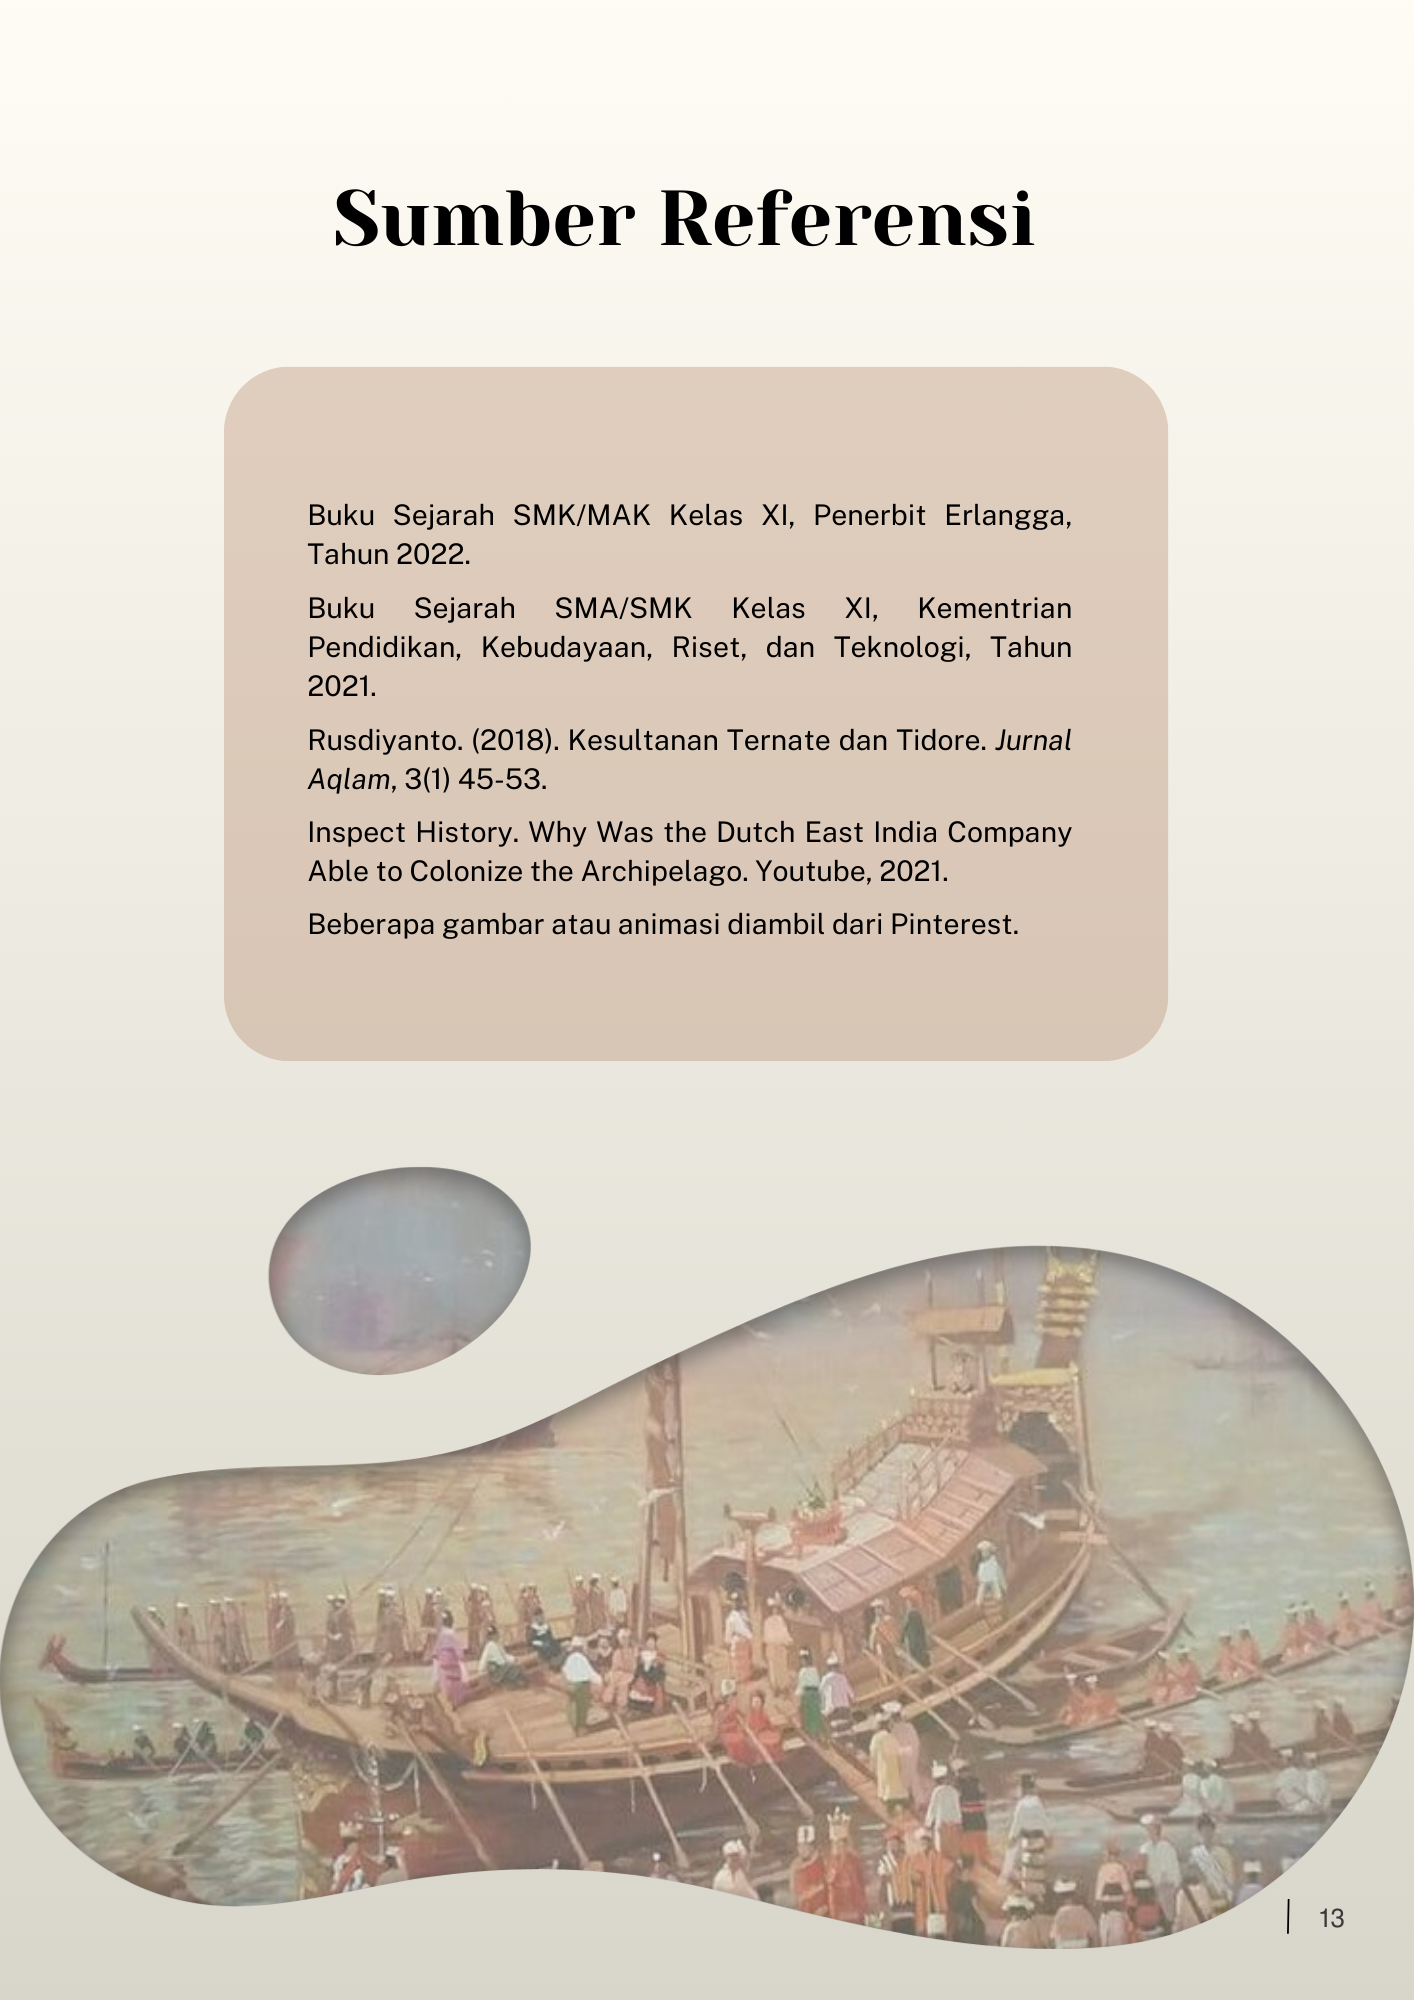 Sumber Referensi
Buku Sejarah SMK/MAK Kelas XI, Penerbit Erlangga,
Tahun 2022.
Buku Sejarah SMA/SMK Kelas XI, Kementrian
Pendidikan, Kebudayaan, Riset, dan Teknologi, Tahun
2021.
Rusdiyanto. (2018). Kesultanan Ternate dan Tidore. Jurnal
Aqlam, 3(1) 45-53.
Inspect History. Why Was the Dutch East India Company
Able to Colonize the Archipelago. Youtube, 2021.
Beberapa gambar atau animasi diambil dari Pinterest.
13